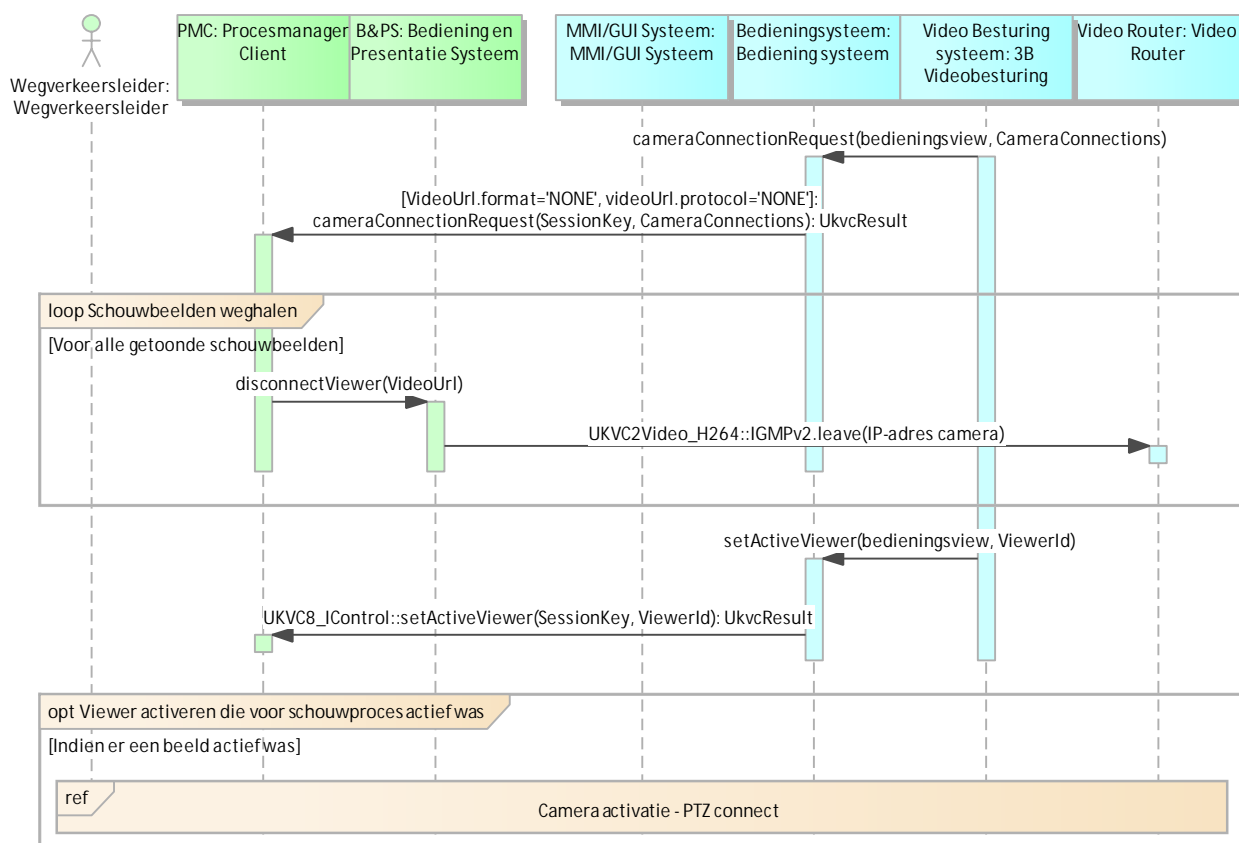 Wegverkeersleider:
Wegverkeersleider
PMC: Procesmanager
Client
B&PS: Bediening en
Presentatie Systeem
MMI/GUI Systeem:
MMI/GUI Systeem
Bedieningsysteem:
Bediening systeem
Video Besturing
systeem: 3B
Videobesturing
Video Router: Video
Router
cameraConnectionRequest(bedieningsview, CameraConnections)
[VideoUrl.format='NONE', videoUrl.protocol='NONE']:
cameraConnectionRequest(SessionKey, CameraConnections): UkvcResult
loop Schouwbeelden weghalen
[Voor alle getoonde schouwbeelden]
disconnectViewer(VideoUrl)
UKVC2Video_H264::IGMPv2.leave(IP-adres camera)
setActiveViewer(bedieningsview, ViewerId)
UKVC8_IControl::setActiveViewer(SessionKey, ViewerId): UkvcResult
opt Viewer activeren die voor schouwproces actief was
[Indien er een beeld actief was]
ref
Camera activatie - PTZ connect